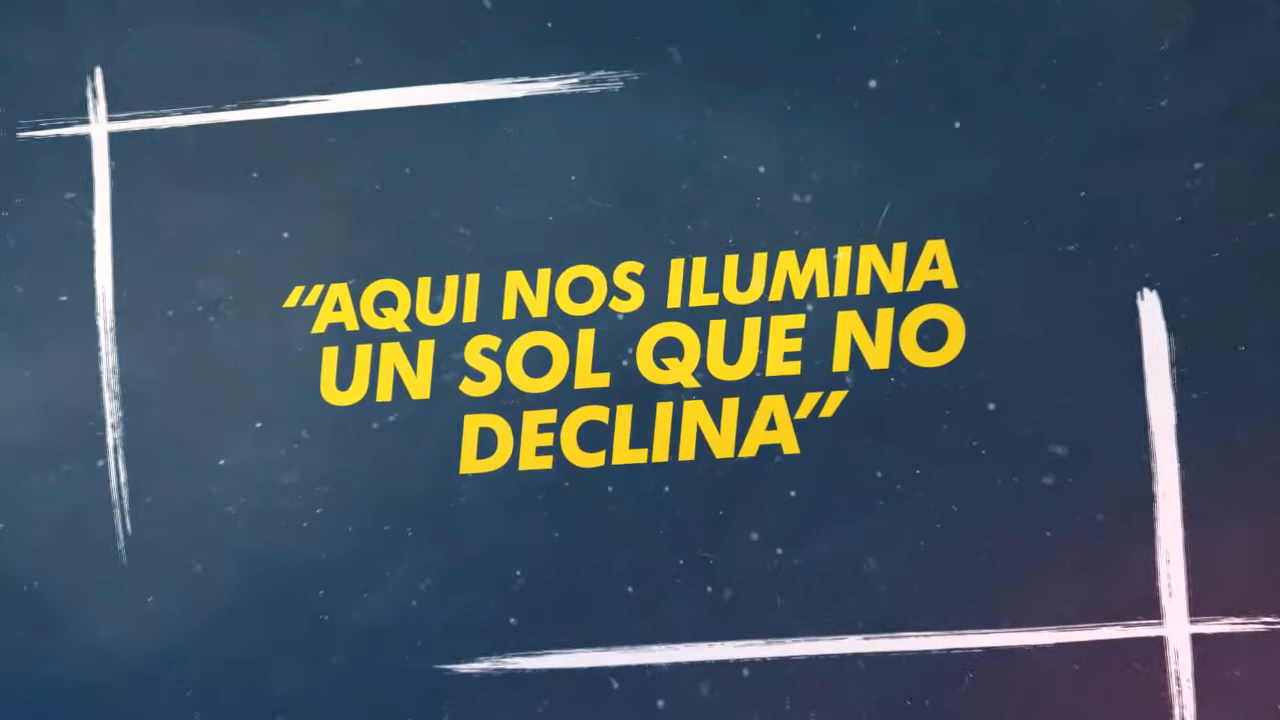 “AQUI NOS ILUMINA
UN SOL QUE NO
DECLINA”